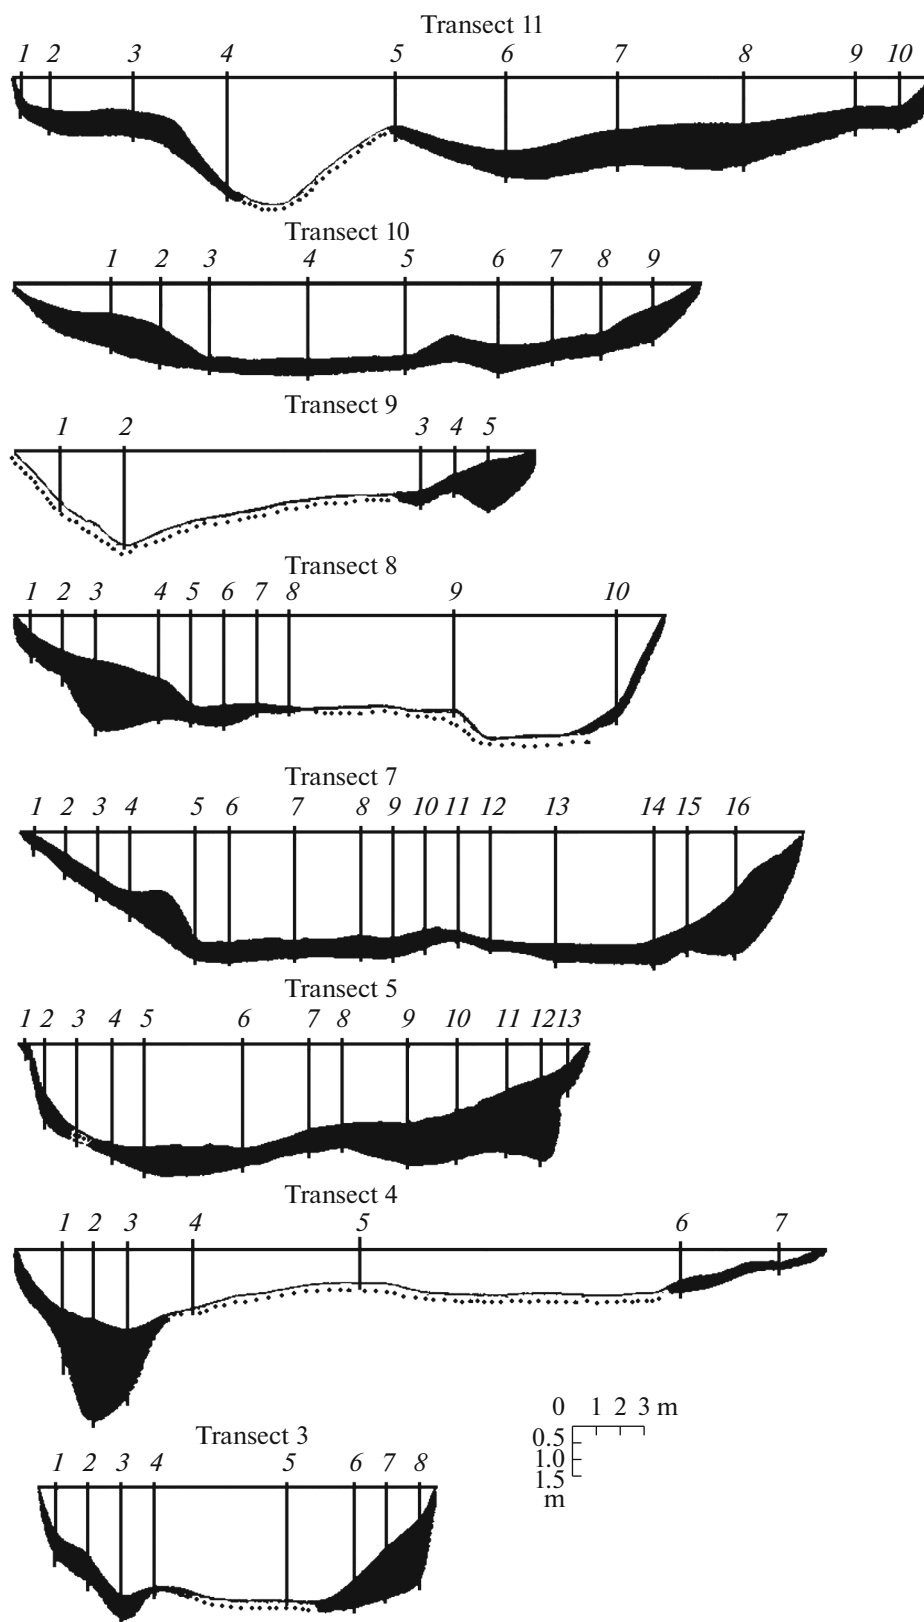 Transect 11
1 2 3 4 5 6 7 8 9 10
Transect 10
1 2 3 4 5 6 7 8 9
Transect 9
1 2 3 4 5
Transect 8
1 2 3 4 5 6 7 8 9 10
Transect 7
1 2 3 4 5 6 7 8 9 10 11 12 13 14 15 16
Transect 5
1 2 3 4 5 6 7 8 9 10 11 12 13
Transect 4
1 2 3 4 5 6 7
0 1 2 3 m
0.5
1.0
1.5
m
Transect 3
1 2 3 4 5 6 7 8